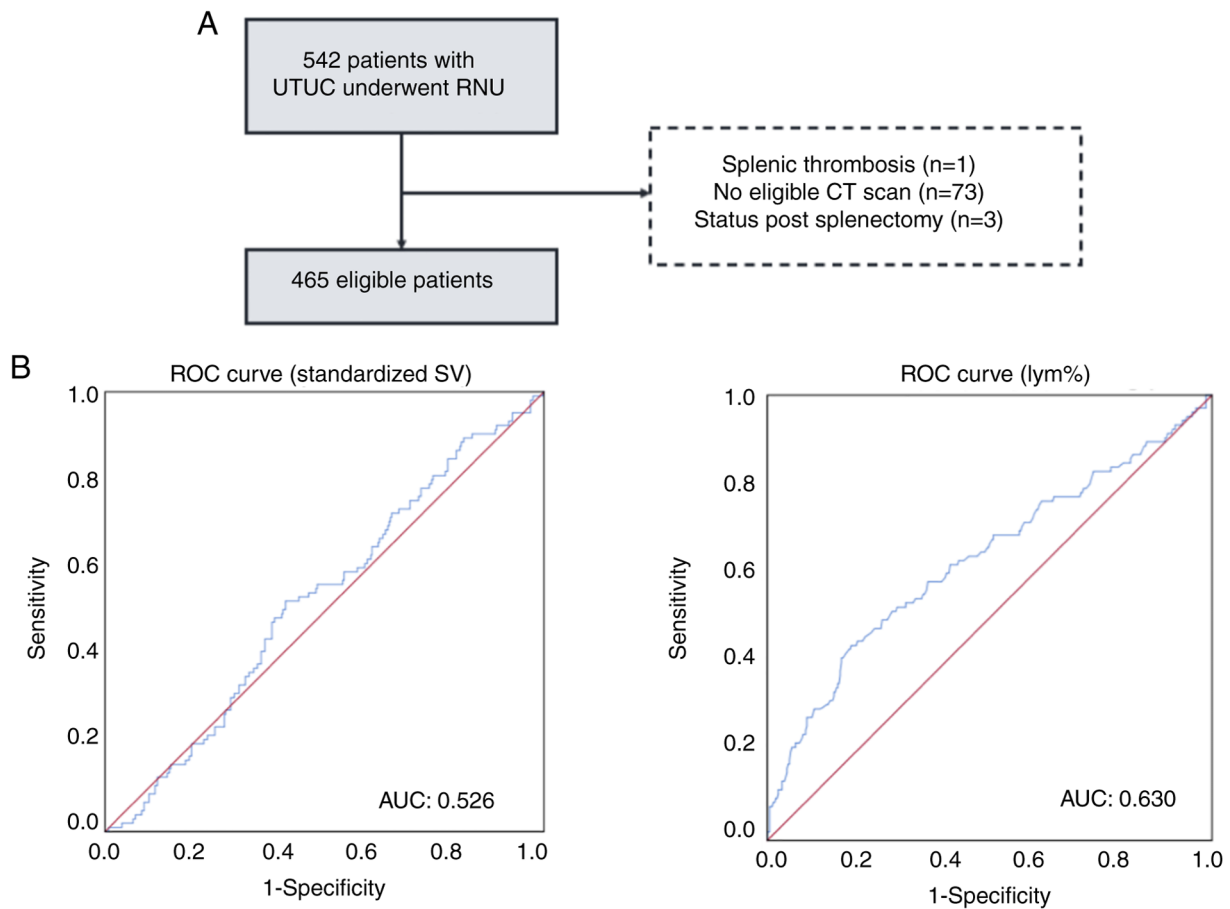 A
542 patients with
UTUC underwent RNU
Splenic thrombosis (n=1)
No eligible CT scan (n=73)
Status post splenectomy (n=3)
465 eligible patients
B
ROC curve (standardized SV)
1.0
0.8
0.6
0.4
0.2
0.0
Sensitivity
AUC: 0.526
0.0 0.2 0.4 0.6 0.8 1.0
1-Specificity
ROC curve (lym%)
1.0
0.8
0.6
0.4
0.2
0.0
Sensitivity
AUC: 0.630
0.0 0.2 0.4 0.6 0.8 1.0
1-Specificity